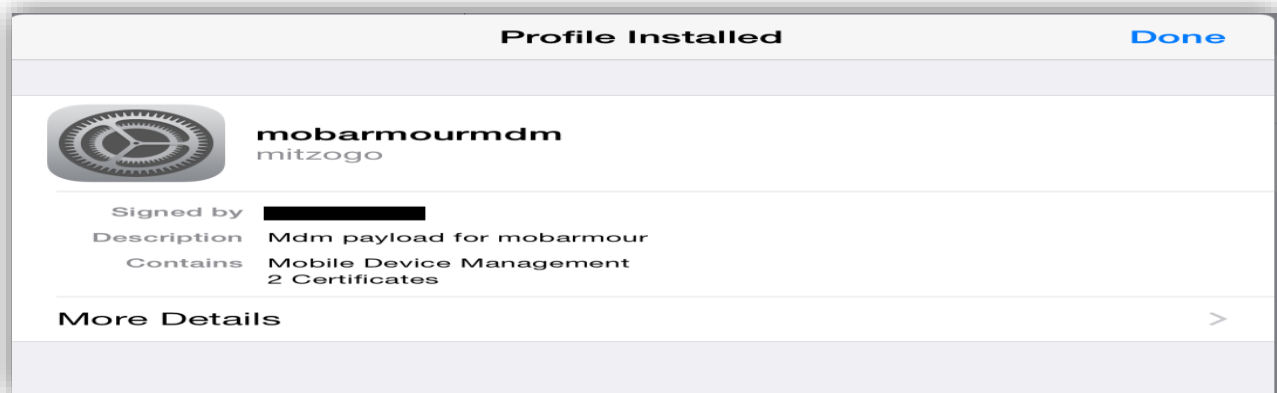 Profile Installed Done
mobarmourmdm
mitzogo
Signed by
Description Mdm payload for mobarmour
Contains Mobile Device Management
2 Certificates
More Details >